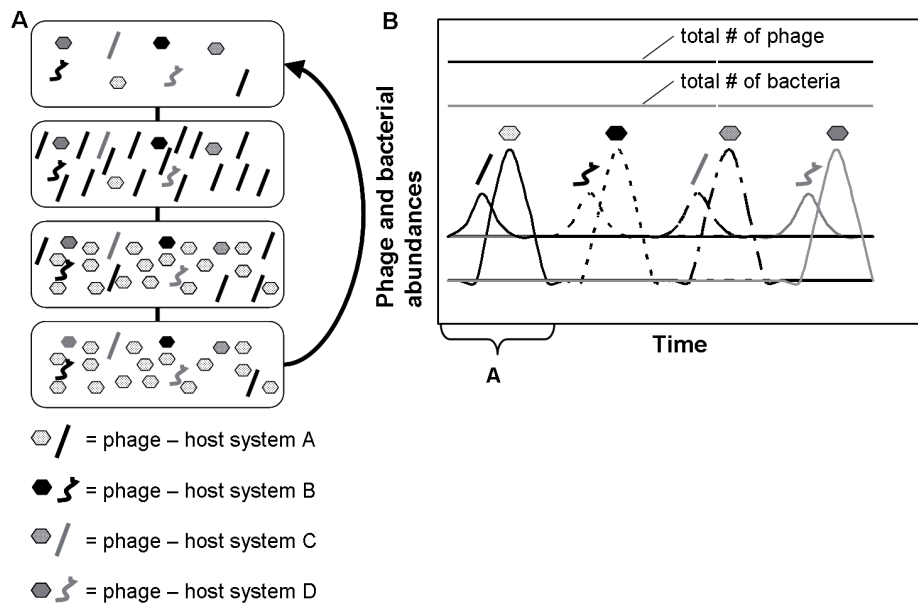 A
B
total # of phage
total # of bacteria
Phage and bacterial
abundances
Time
A
= phage – host system A
= phage – host system B
= phage – host system C
= phage – host system D